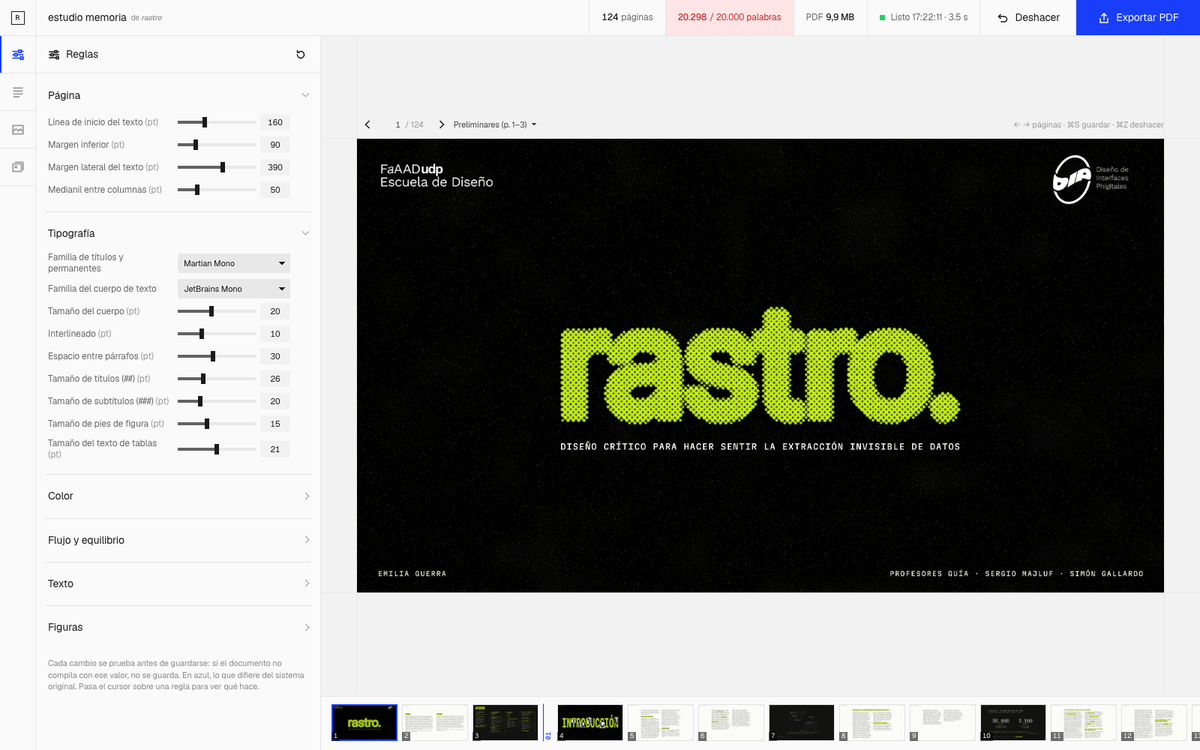 R
estudio memoria de rastro
124 páginas
20.298 / 20.000 palabras
PDF 9,9 MB
Listo 17:22:11 · 3.5 s
Deshacer
Exportar PDF
Reglas
Página
Línea de inicio del texto (pt) 160
Margen inferior (pt) 90
Margen lateral del texto (pt) 390
Medianil entre columnas (pt) 50
Tipografía
Familia de títulos y
permanentes
Martian Mono
Familia del cuerpo de texto JetBrains Mono
Tamaño del cuerpo (pt) 20
Interlineado (pt) 10
Espacio entre párrafos (pt) 30
Tamaño de títulos (##) (pt) 26
Tamaño de subtítulos (###) (pt) 20
Tamaño de pies de figura (pt) 15
Tamaño del texto de tablas
(pt)
21
Color
Flujo y equilibrio
Texto
Figuras
Cada cambio se prueba antes de guardarse: si el documento no
compila con ese valor, no se guarda. En azul, lo que difiere del sistema
original. Pasa el cursor sobre una regla para ver qué hace.
1 / 124
Preliminares (p. 1–3)
← → páginas · ⌘S guardar · ⌘Z deshacer
FaAADudp
Escuela de Diseño
DIP
Diseño de
Interfaces
Phigitales
rastro.
DISEÑO CRÍTICO PARA HACER SENTIR LA EXTRACCIÓN INVISIBLE DE DATOS
EMILIA GUERRA
PROFESORES GUÍA · SERGIO MAJLUF · SIMÓN GALLARDO
rastro.
1
2
3
01
INTRODUCCIÓN
4
5
6
7
8
9
10
11
12